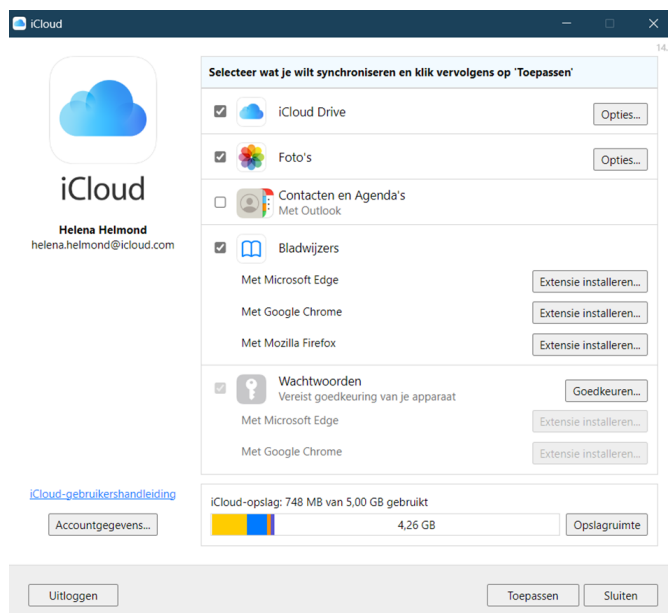 iCloud
14.
Selecteer wat je wilt synchroniseren en klik vervolgens op 'Toepassen'
iCloud Drive
Opties...
Foto's
Opties...
iCloud
Contacten en Agenda's
Met Outlook
Helena Helmond
helena.helmond@icloud.com
Bladwijzers
Met Microsoft Edge
Extensie installeren...
Met Google Chrome
Extensie installeren...
Met Mozilla Firefox
Extensie installeren...
Wachtwoorden
Vereist goedkeuring van je apparaat
Goedkeuren...
Met Microsoft Edge
Extensie installeren...
Met Google Chrome
Extensie installeren...
iCloud-gebruikershandleiding
Accountgegevens...
iCloud-opslag: 748 MB van 5,00 GB gebruikt
4,26 GB
Opslagruimte
Uitloggen
Toepassen
Sluiten